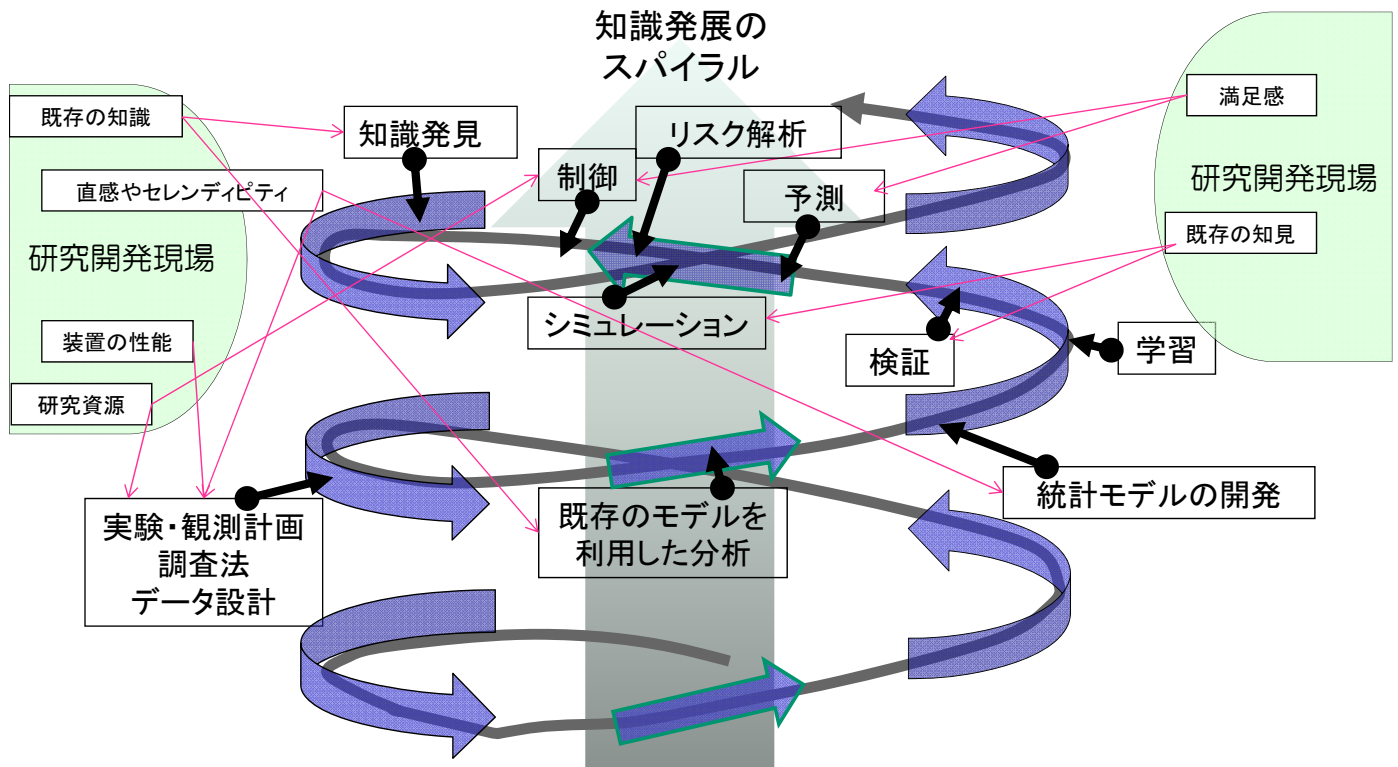 知識発展の
スパイラル
既存の知識
直感やセレンディピティ
研究開発現場
装置の性能
研究資源
知識発見
制御
リスク解析
予測
シミュレーション
検証
学習
満足感
研究開発現場
既存の知見
統計モデルの開発
既存のモデルを
利用した分析
実験・観測計画
調査法
データ設計